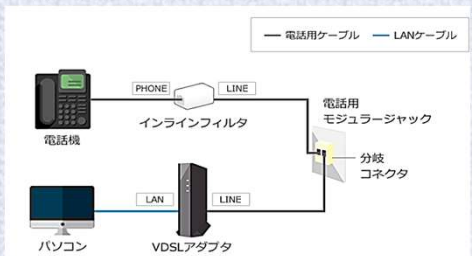 電話用ケーブル
LANケーブル
PHONE
LINE
インラインフィルタ
電話機
電話用
モジュラージャック
分岐
コネクタ
LAN
LINE
パソコン
VDSLアダプタ